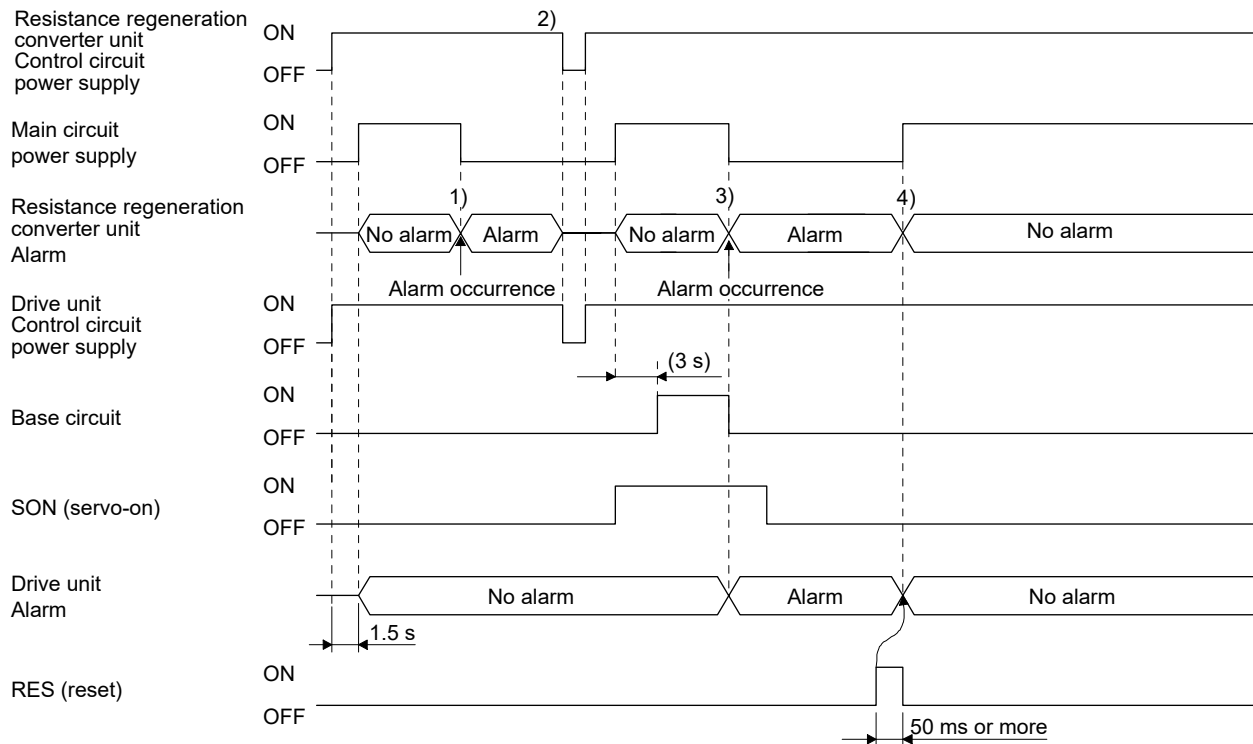 Resistance regeneration
converter unit
Control circuit
power supply
ON
OFF
2)
Main circuit
power supply
ON
OFF
Resistance regeneration
converter unit
Alarm
1)
3)
4)
No alarm
Alarm
No alarm
Alarm
No alarm
Alarm occurrence
Alarm occurrence
Drive unit
Control circuit
power supply
ON
OFF
(3 s)
Base circuit
ON
OFF
SON (servo-on)
ON
OFF
Drive unit
Alarm
No alarm
Alarm
No alarm
1.5 s
RES (reset)
ON
OFF
50 ms or more